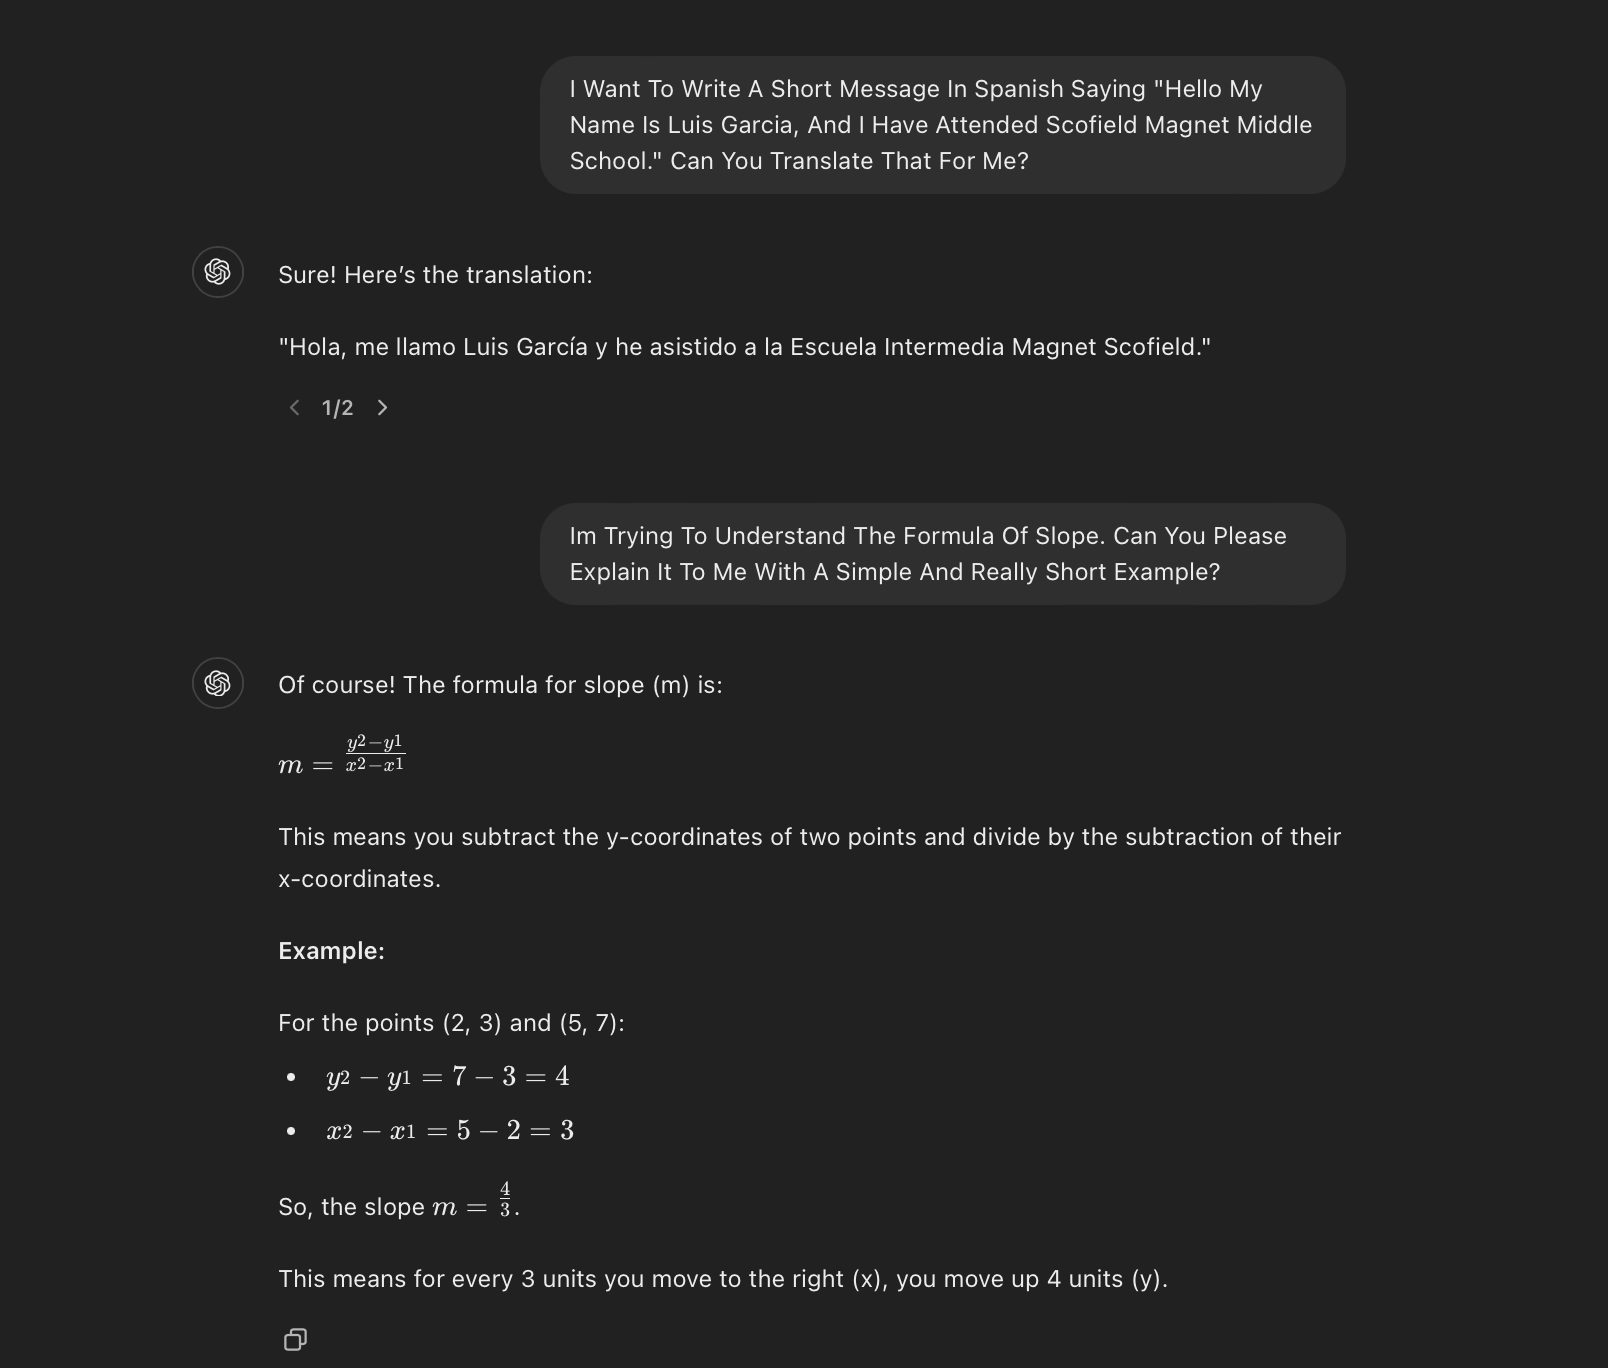 I Want To Write A Short Message In Spanish Saying "Hello My
Name Is Luis Garcia, And I Have Attended Scofield Magnet Middle
School." Can You Translate That For Me?
Sure! Here’s the translation:
"Hola, me llamo Luis García y he asistido a la Escuela Intermedia Magnet Scofield."
1/2
Im Trying To Understand The Formula Of Slope. Can You Please
Explain It To Me With A Simple And Really Short Example?
Of course! The formula for slope (m) is:
m = y2−y1/x2−x1
This means you subtract the y-coordinates of two points and divide by the subtraction of their
x-coordinates.
Example:
For the points (2, 3) and (5, 7):
• y2 − y1 = 7 − 3 = 4
• x2 − x1 = 5 − 2 = 3
So, the slope m = 4/3.
This means for every 3 units you move to the right (x), you move up 4 units (y).